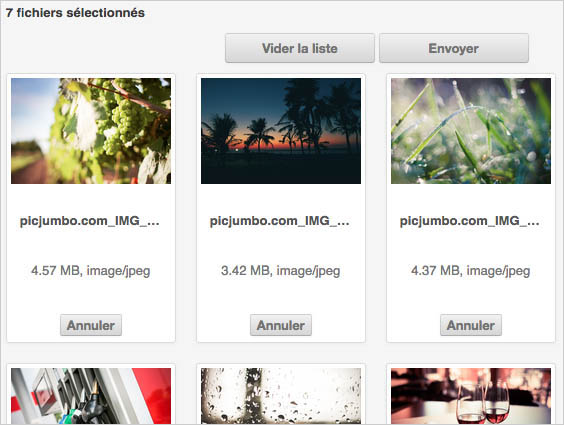 7 fichiers sélectionnés
Vider la liste
Envoyer
picjumbo.com_IMG_...
picjumbo.com_IMG_...
picjumbo.com_IMG_...
4.57 MB, image/jpeg
3.42 MB, image/jpeg
4.37 MB, image/jpeg
Annuler
Annuler
Annuler